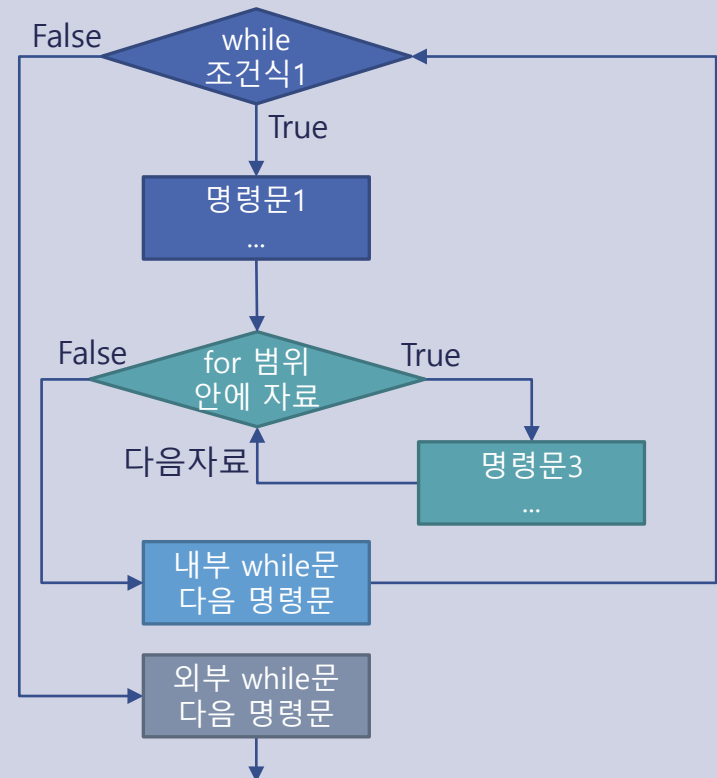 False
while
조건식1
True
명령문1
...
False
for 범위
안에 자료
True
다음자료
명령문3
...
내부 while문
다음 명령문
외부 while문
다음 명령문